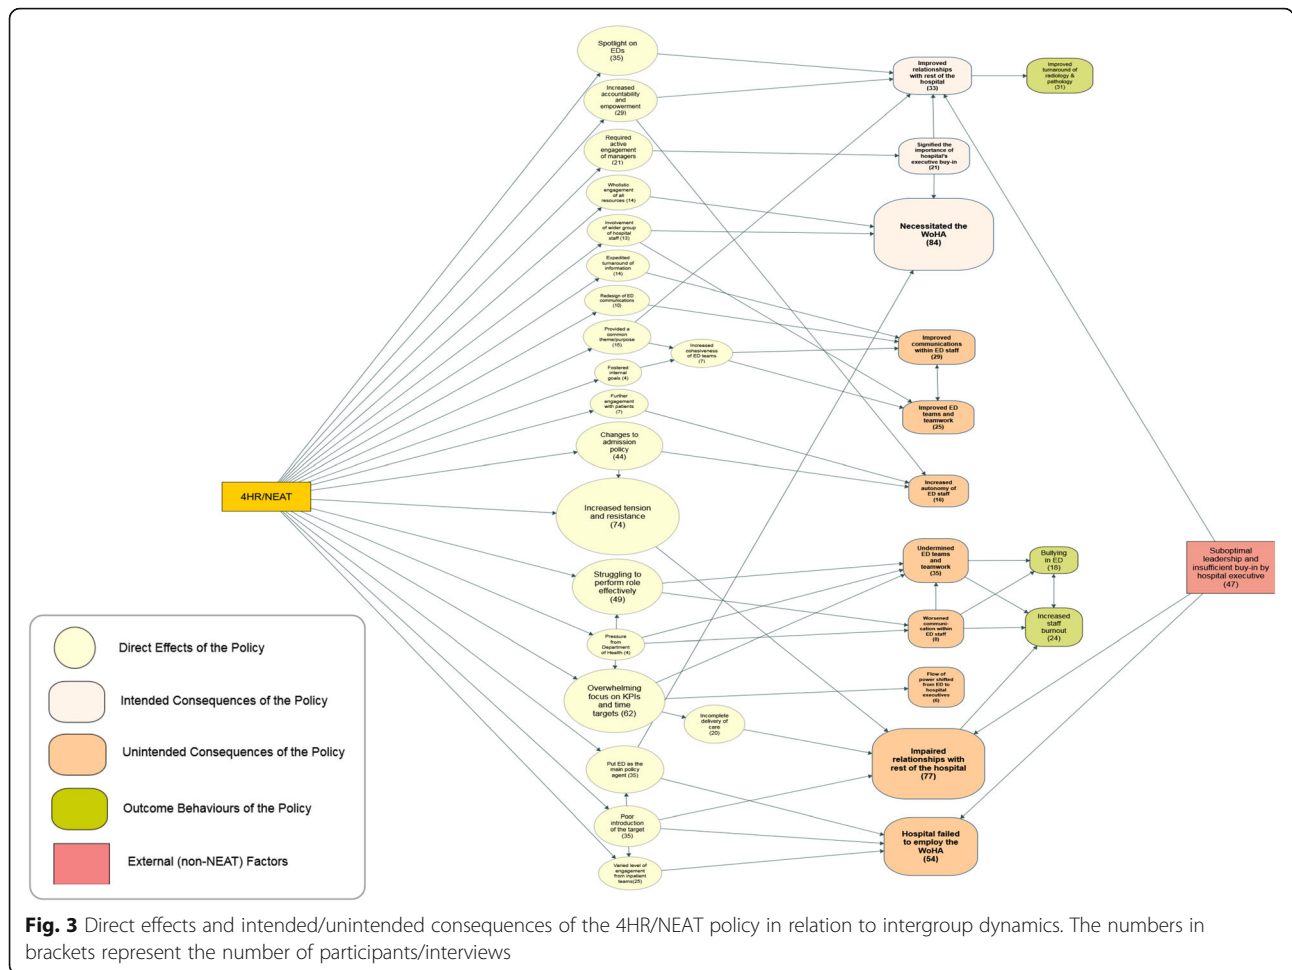 Spotlight on
EDs
(35)
Increased
accountability
and
empowerment
(29)
Required
active
engagement
of managers
(21)
Wholistic
engagement
of all
resources (14)
Involvement
of wider group
of hospital
staff (13)
Expedited
turnaround of
information
(14)
Redesign of ED
communications
(10)
Provided a
common
theme/purpose
(16)
Increased
cohesiveness
of ED teams
(7)
Fostered
internal
goals (4)
Further
engagement
with patients
(7)
Changes to
admission
policy
(44)
4HR/NEAT
Increased tension
and resistance
(74)
Struggling to
perform role
effectively
(49)
Pressure
from
Department
of Health (4)
Overwhelming
focus on KPIs
and time
targets (62)
Incomplete
delivery of
care
(20)
Put ED as the
main policy
agent (35)
Poor
introduction
of the target
(35)
Varied level of
engagement
from inpatient
teams(25)
Improved
relationships
with rest of the
hospital
(33)
Improved
turnaround of
radiology &
pathology
(31)
Signified the
importance of
hospital's
executive buy-in
(21)
Necessitated the
WoHA
(84)
Improved
communications
within ED staff
(29)
Improved ED
teams and
teamwork
(25)
Increased
autonomy of
ED staff
(16)
Undermined
ED teams
and
teamwork
(35)
Bullying
in ED
(18)
Worsened
communi-
cation within
ED staff
(8)
Increased
staff
burnout
(24)
Flow of
power shifted
from ED to
hospital
executives
(6)
Impaired
relationships with
rest of the hospital
(77)
Hospital failed
to employ the
WoHA
(54)
Suboptimal
leadership and
insufficient buy-in by
hospital executive
(47)
Direct Effects of the Policy
Intended Consequences of the Policy
Unintended Consequences of the Policy
Outcome Behaviours of the Policy
External (non-NEAT) Factors
Fig. 3 Direct effects and intended/unintended consequences of the 4HR/NEAT policy in relation to intergroup dynamics. The numbers in
brackets represent the number of participants/interviews